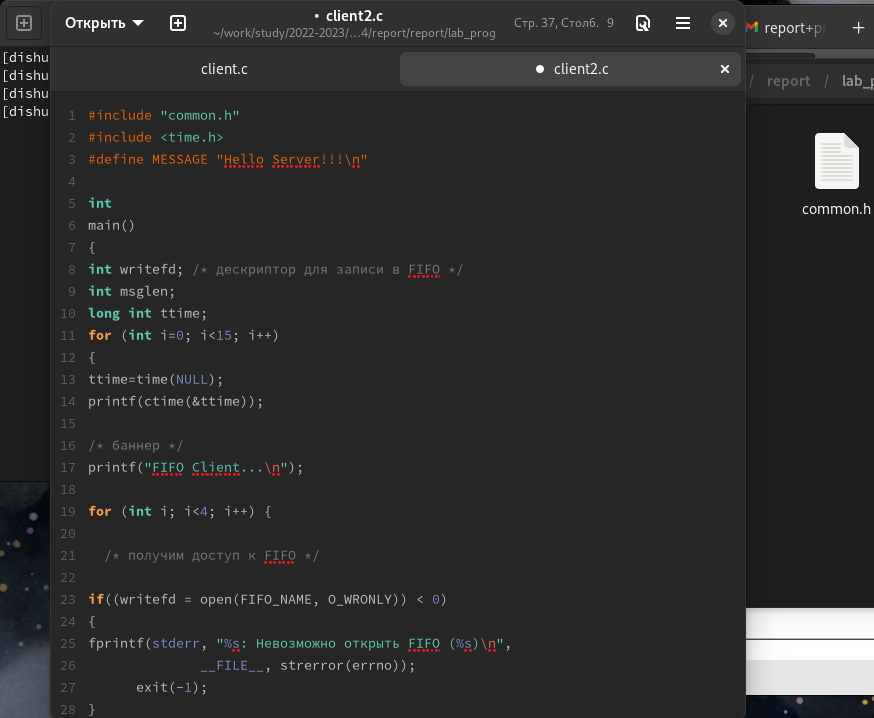 Открыть
• client2.c
~/work/study/2022-2023/…4/report/report/lab_prog
Стр. 37, Столб. 9
report+pr
client.c
client2.c
report / lab_p
[dishu
[dishu
[dishu
[dishu
1 #include "common.h"
2 #include <time.h>
3 #define MESSAGE "Hello Server!!!\n"
4
5 int
6 main()
7 {
8 int writefd; /* дескриптор для записи в FIFO */
9 int msglen;
10 long int ttime;
11 for (int i=0; i<15; i++)
12 {
13 ttime=time(NULL);
14 printf(ctime(&ttime));
15
16 /* баннер */
17 printf("FIFO Client...\n");
18
19 for (int i; i<4; i++) {
20
21 /* получим доступ к FIFO */
22
23 if((writefd = open(FIFO_NAME, O_WRONLY)) < 0)
24 {
25 fprintf(stderr, "%s: Невозможно открыть FIFO (%s)\n",
26 __FILE__, strerror(errno));
27 exit(-1);
28 }
common.h